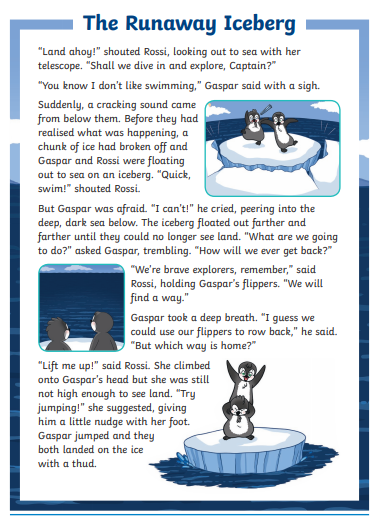 The Runaway Iceberg
“Land ahoy!” shouted Rossi, looking out to sea with her
telescope. “Shall we dive in and explore, Captain?”
“You know I don’t like swimming,” Gaspar said with a sigh.
Suddenly, a cracking sound came
from below them. Before they had
realised what was happening, a
chunk of ice had broken off and
Gaspar and Rossi were floating
out to sea on an iceberg. “Quick,
swim!” shouted Rossi.
But Gaspar was afraid. “I can’t!” he cried, peering into the
deep, dark sea below. The iceberg floated out farther and
farther until they could no longer see land. “What are we going
to do?” asked Gaspar, trembling. “How will we ever get back?”
“We’re brave explorers, remember,” said
Rossi, holding Gaspar’s flippers. “We will
find a way.”
Gaspar took a deep breath. “I guess we
could use our flippers to row back,” he said.
“But which way is home?”
“Lift me up!” said Rossi. She climbed
onto Gaspar’s head but she was still
not high enough to see land. “Try
jumping!” she suggested, giving
him a little nudge with her foot.
Gaspar jumped and they
both landed on the ice
with a thud.